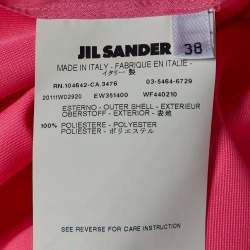 JIL SANDER
38
MADE IN ITALY - FABRIQUE EN ITALIE -
イタリー 製
RN.104642-CA.3476 03-5464-6729
2011IW02920 EW351400 WF440210
ESTERNO - OUTER SHELL - EXTERIEUR
OBERSTOFF - EXTERIOR - 表地
100% POLIESTERE - POLYESTER
POLIESTER - ポリエステル
SEE REVERSE FOR CARE INSTRUCTION